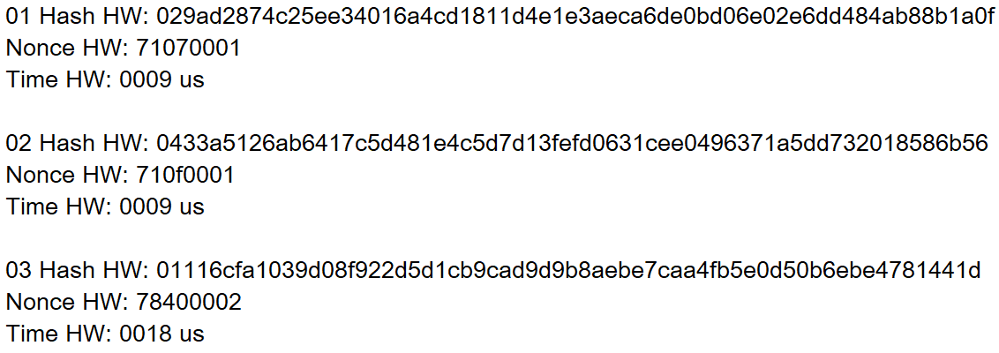 01 Hash HW: 029ad2874c25ee34016a4cd1811d4e1e3aeca6de0bd06e02e6dd484ab88b1a0f
Nonce HW: 71070001
Time HW: 0009 us
02 Hash HW: 0433a5126ab6417c5d481e4c5d7d13fefd0631cee0496371a5dd732018586b56
Nonce HW: 710f0001
Time HW: 0009 us
03 Hash HW: 01116cfa1039d08f922d5d1cb9cad9d9b8aebe7caa4fb5e0d50b6ebe4781441d
Nonce HW: 78400002
Time HW: 0018 us